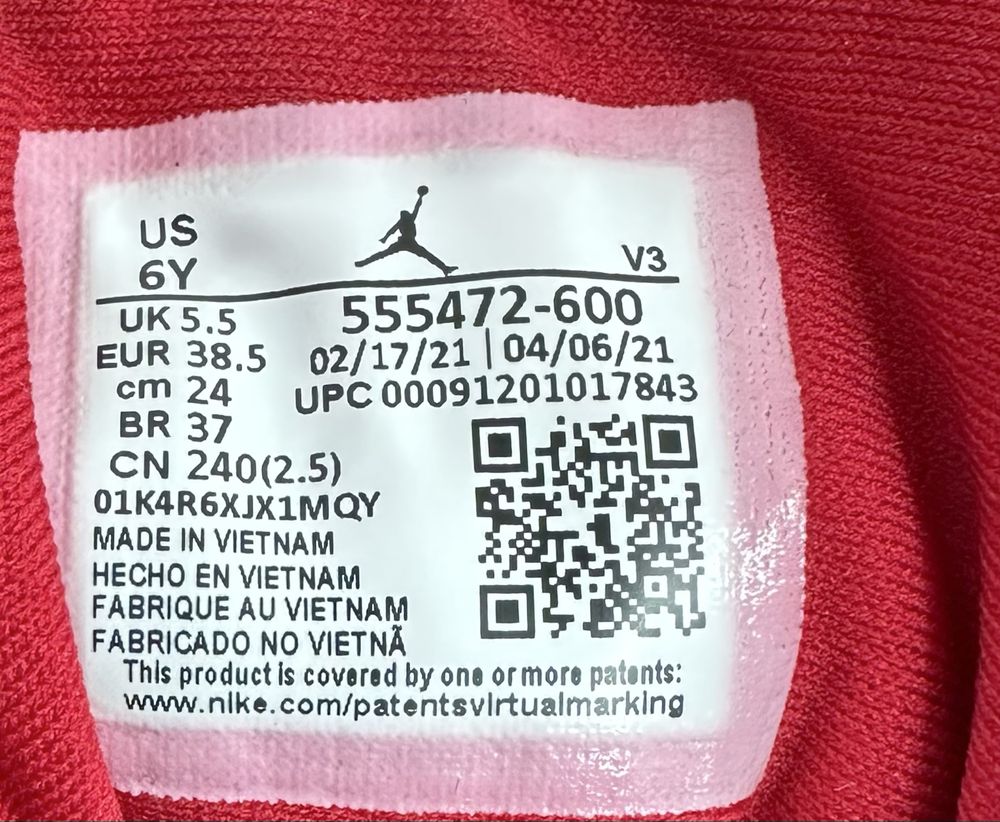 US
6Y
V3
UK 5.5
555472-600
EUR 38.5
02/17/21 | 04/06/21
cm 24
UPC 00091201017843
BR 37
CN 240(2.5)
01K4R6XJX1MQY
MADE IN VIETNAM
HECHO EN VIETNAM
FABRIQUE AU VIETNAM
FABRICADO NO VIETNÃ
This product is covered by one or more patents:
www.nike.com/patentsvirtualmarking